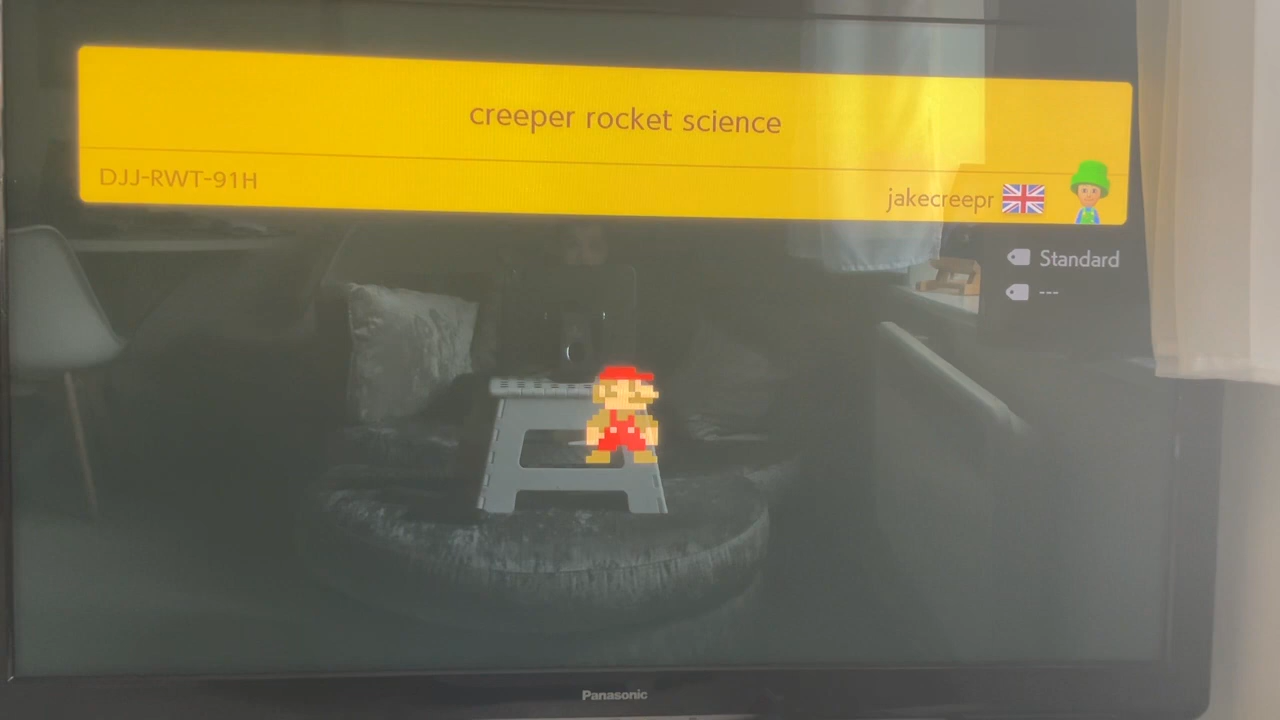 creeper rocket science
DJJ-RWT-91H
jakecreepr
Standard
---
Panasonic